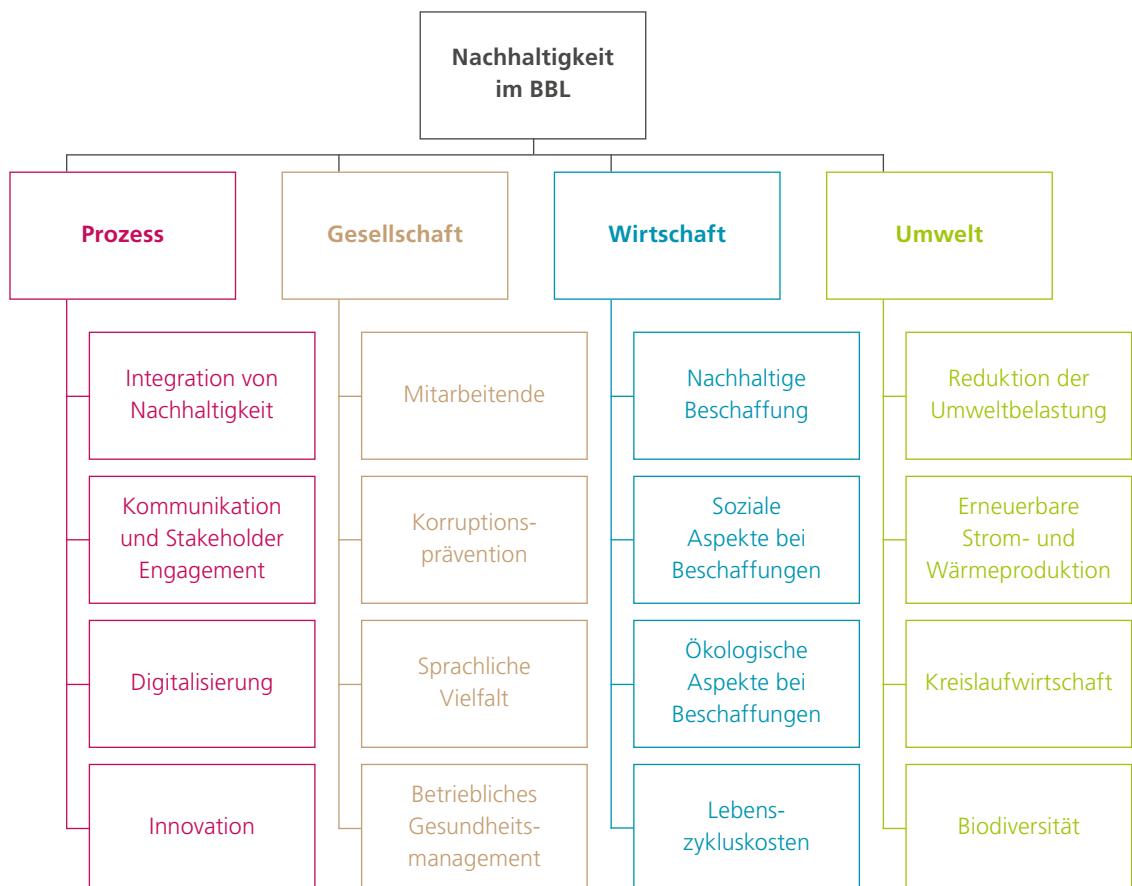 Nachhaltigkeit
im BBL
Prozess
Gesellschaft
Wirtschaft
Umwelt
Integration von
Nachhaltigkeit
Mitarbeitende
Nachhaltige
Beschaffung
Reduktion der
Umweltbelastung
Kommunikation
und Stakeholder
Engagement
Korruptions-
prävention
Soziale
Aspekte bei
Beschaffungen
Erneuerbare
Strom- und
Wärmeproduktion
Digitalisierung
Sprachliche
Vielfalt
Ökologische
Aspekte bei
Beschaffungen
Kreislaufwirtschaft
Innovation
Betriebliches
Gesundheits-
management
Lebens-
zykluskosten
Biodiversität